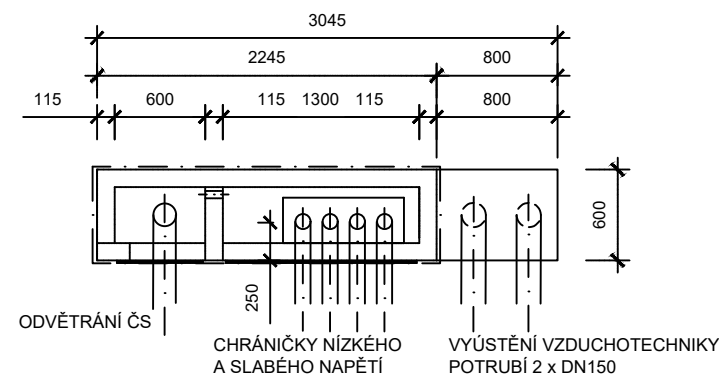 3045
2245 800
115 600 115 1300 115 800
600
250
ODVĚTRÁNÍ ČS
CHRÁNIČKY NÍZKÉHO
A SLABÉHO NAPĚTÍ
VYÚSTĚNÍ VZDUCHOTECHNIKY
POTRUBÍ 2 x DN150